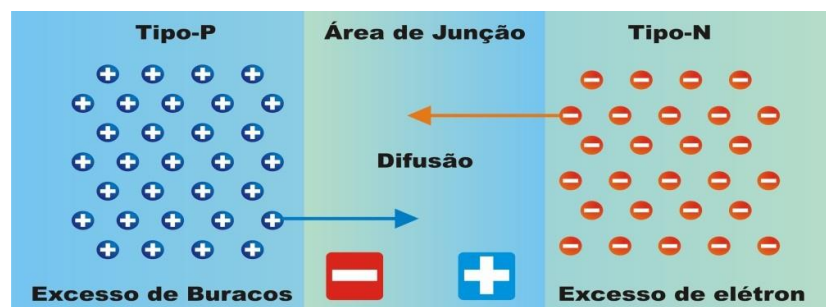 Tipo-P
Área de Junção
Tipo-N
Difusão
Excesso de Buracos
Excesso de elétron